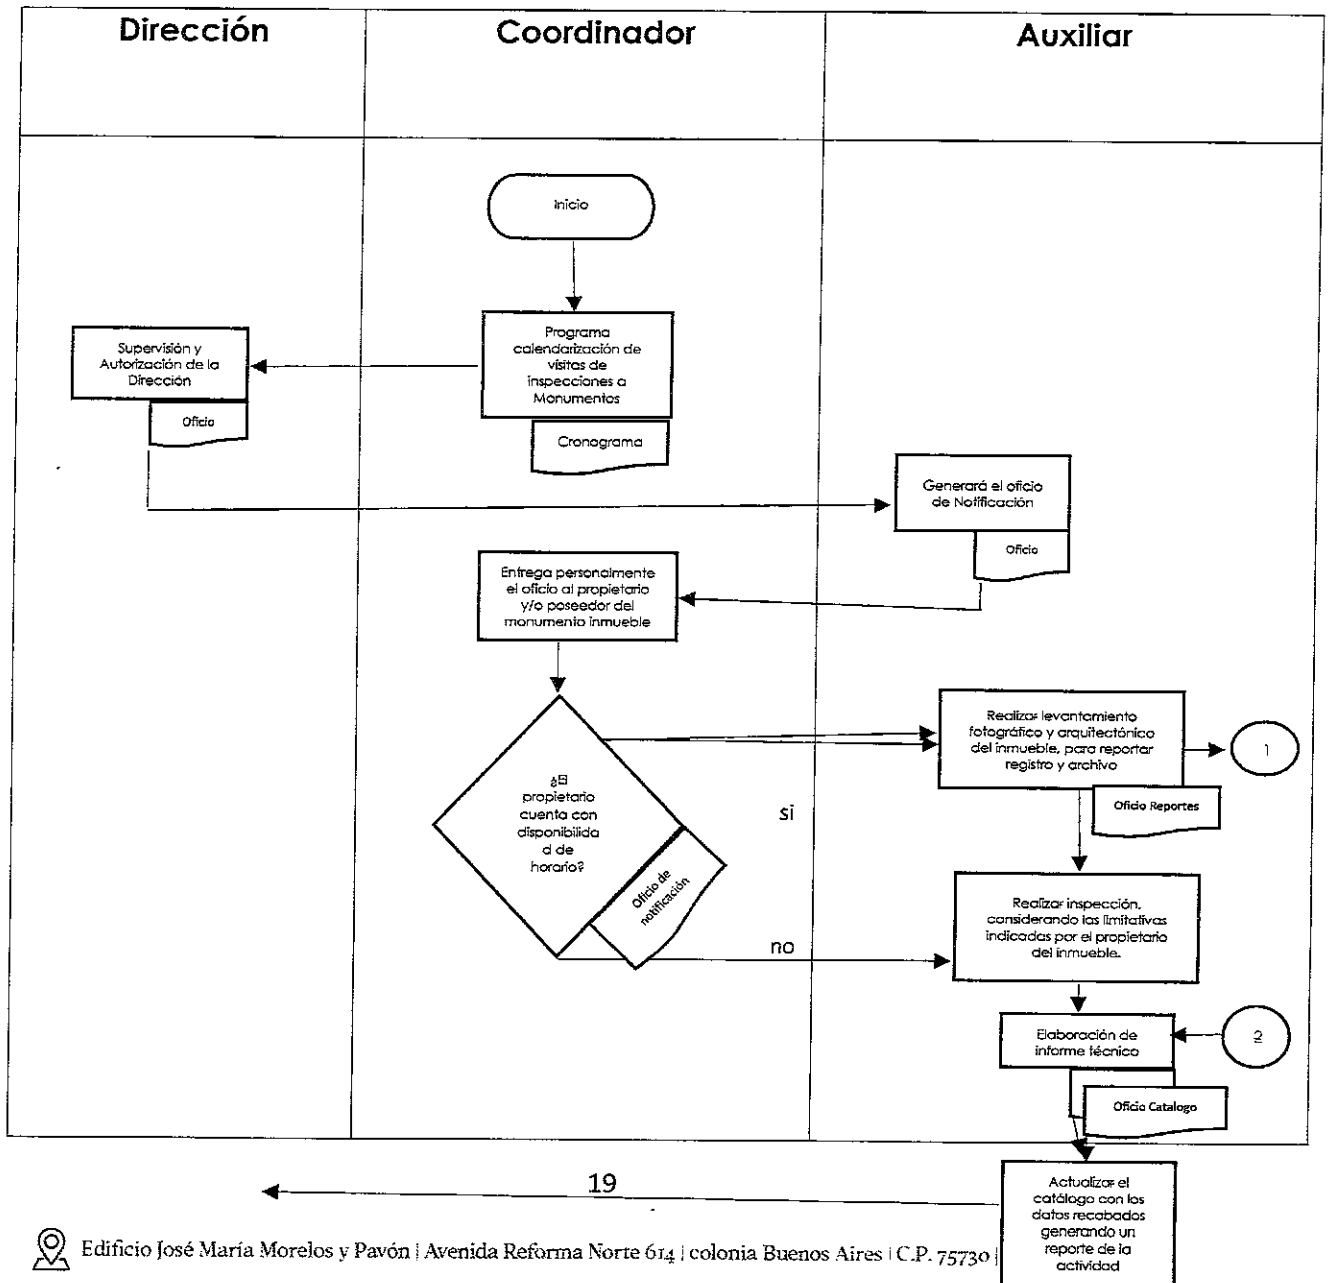 Dirección
Coordinador
Auxiliar
Inicio
Programa
calendarización de
visitas de
inspecciones a
Monumentos
Cronograma
Supervisión y
Autorización de la
Dirección
Oficio
Generará el oficio
de Notificación
Oficio
Entrega personalmente
el oficio al propietario
y/o poseedor del
monumento inmueble
¿El
propietario
cuenta con
disponibilida
d de
horario?
Oficio de
notificación
si
no
Realizar levantamiento
fotográfico y arquitectónico
del inmueble, para reportar
registro y archivo
1
Oficio Reportes
Realizar inspección,
considerando las limitativas
indicadas por el propietario
del inmueble.
Elaboración de
informe técnico
2
Oficio Catalogo
Actualizar el
catálogo con los
datos recabados
generando un
reporte de la
actividad
19
Edificio José María Morelos y Pavón | Avenida Reforma Norte 614 | colonia Buenos Aires | C.P. 75730 |